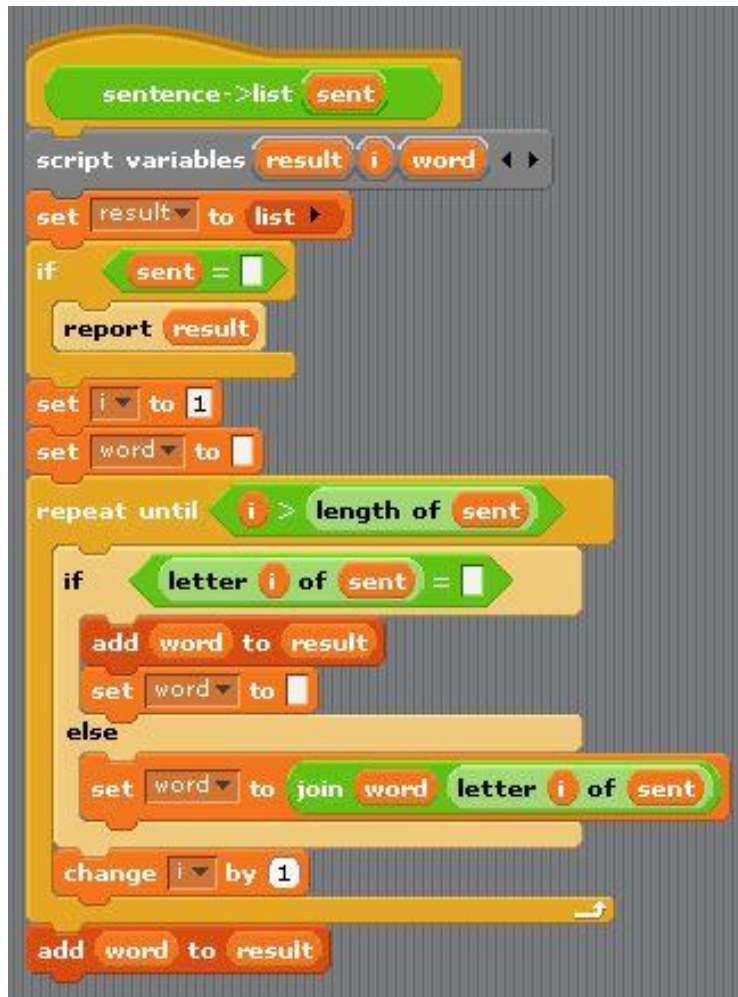 sentence->list sent
script variables result i word
set result to list
if sent =
report result
set i to 1
set word to
repeat until i > length of sent
if letter i of sent =
add word to result
set word to
else
set word to join word letter i of sent
change i by 1
add word to result